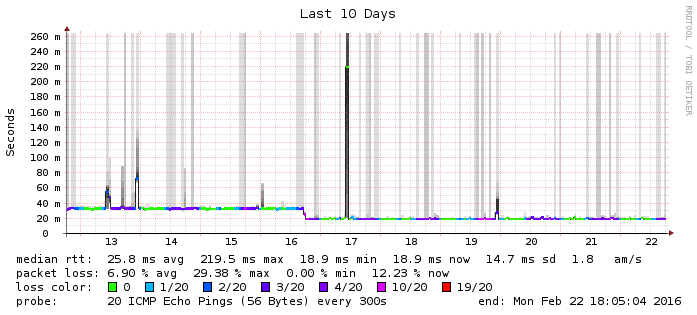 Last 10 Days
RRDTOOL / TOBI OETIKER
Seconds
260 m
240 m
220 m
200 m
180 m
160 m
140 m
120 m
100 m
80 m
60 m
40 m
20 m
0
13 14 15 16 17 18 19 20 21 22
median rtt: 25.8 ms avg 219.5 ms max 18.9 ms min 18.9 ms now 14.7 ms sd 1.8 am/s
packet loss: 6.90 % avg 29.38 % max 0.00 % min 12.23 % now
loss color: 0 1/20 2/20 3/20 4/20 10/20 19/20
probe: 20 ICMP Echo Pings (56 Bytes) every 300s end: Mon Feb 22 18:05:04 2016